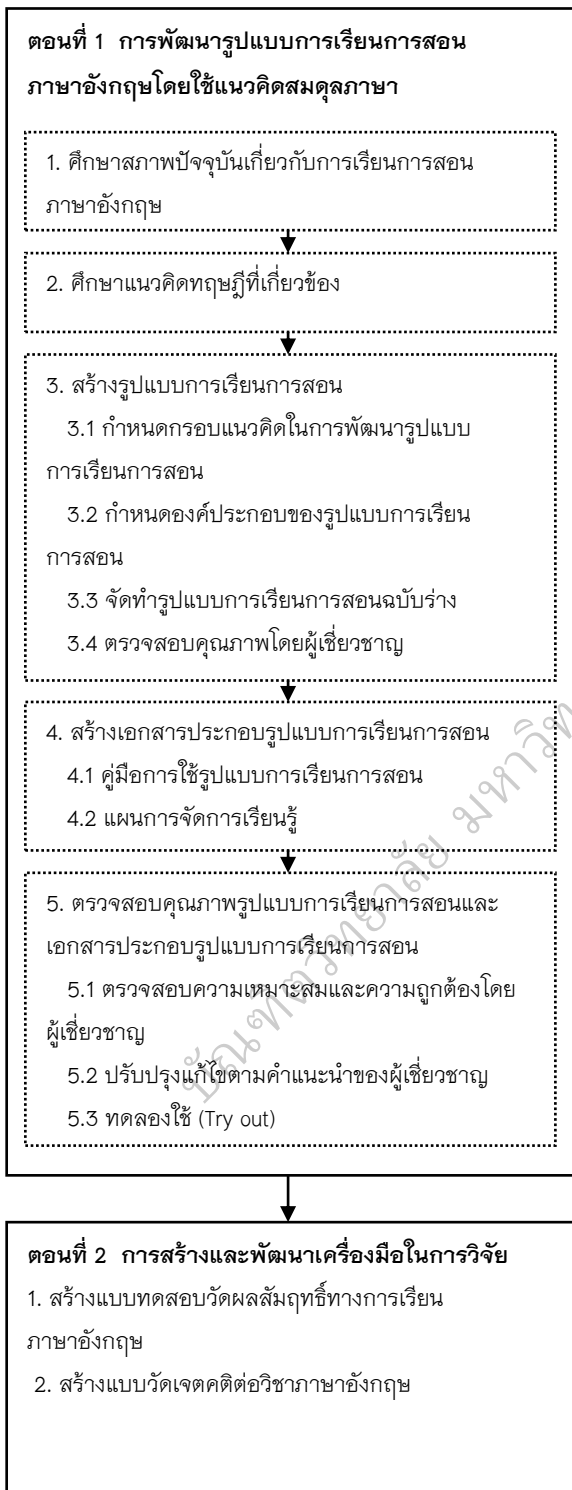 ตอนที่ 1 การพัฒนารูปแบบการเรียนการสอน
ภาษาอังกฤษโดยใช้แนวคิดสมดุลภาษา
1. ศึกษาสภาพปัจจุบันเกี่ยวกับการเรียนการสอน
ภาษาอังกฤษ
2. ศึกษาแนวคิดทฤษฎีที่เกี่ยวข้อง
3. สร้างรูปแบบการเรียนการสอน
3.1 กำหนดกรอบแนวคิดในการพัฒนารูปแบบ
การเรียนการสอน
3.2 กำหนดองค์ประกอบของรูปแบบการเรียน
การสอน
3.3 จัดทำรูปแบบการเรียนการสอนฉบับร่าง
3.4 ตรวจสอบคุณภาพโดยผู้เชี่ยวชาญ
4. สร้างเอกสารประกอบรูปแบบการเรียนการสอน
4.1 คู่มือการใช้รูปแบบการเรียนการสอน
4.2 แผนการจัดการเรียนรู้
5. ตรวจสอบคุณภาพรูปแบบการเรียนการสอนและ
เอกสารประกอบรูปแบบการเรียนการสอน
5.1 ตรวจสอบความเหมาะสมและความถูกต้องโดย
ผู้เชี่ยวชาญ
5.2 ปรับปรุงแก้ไขตามคำแนะนำของผู้เชี่ยวชาญ
5.3 ทดลองใช้ (Try out)
บัณฑิตวิทยาลัย
ตอนที่ 2 การสร้างและพัฒนาเครื่องมือในการวิจัย
1. สร้างแบบทดสอบวัดผลสัมฤทธิ์ทางการเรียน
ภาษาอังกฤษ
2. สร้างแบบวัดเจตคติต่อวิชาภาษาอังกฤษ